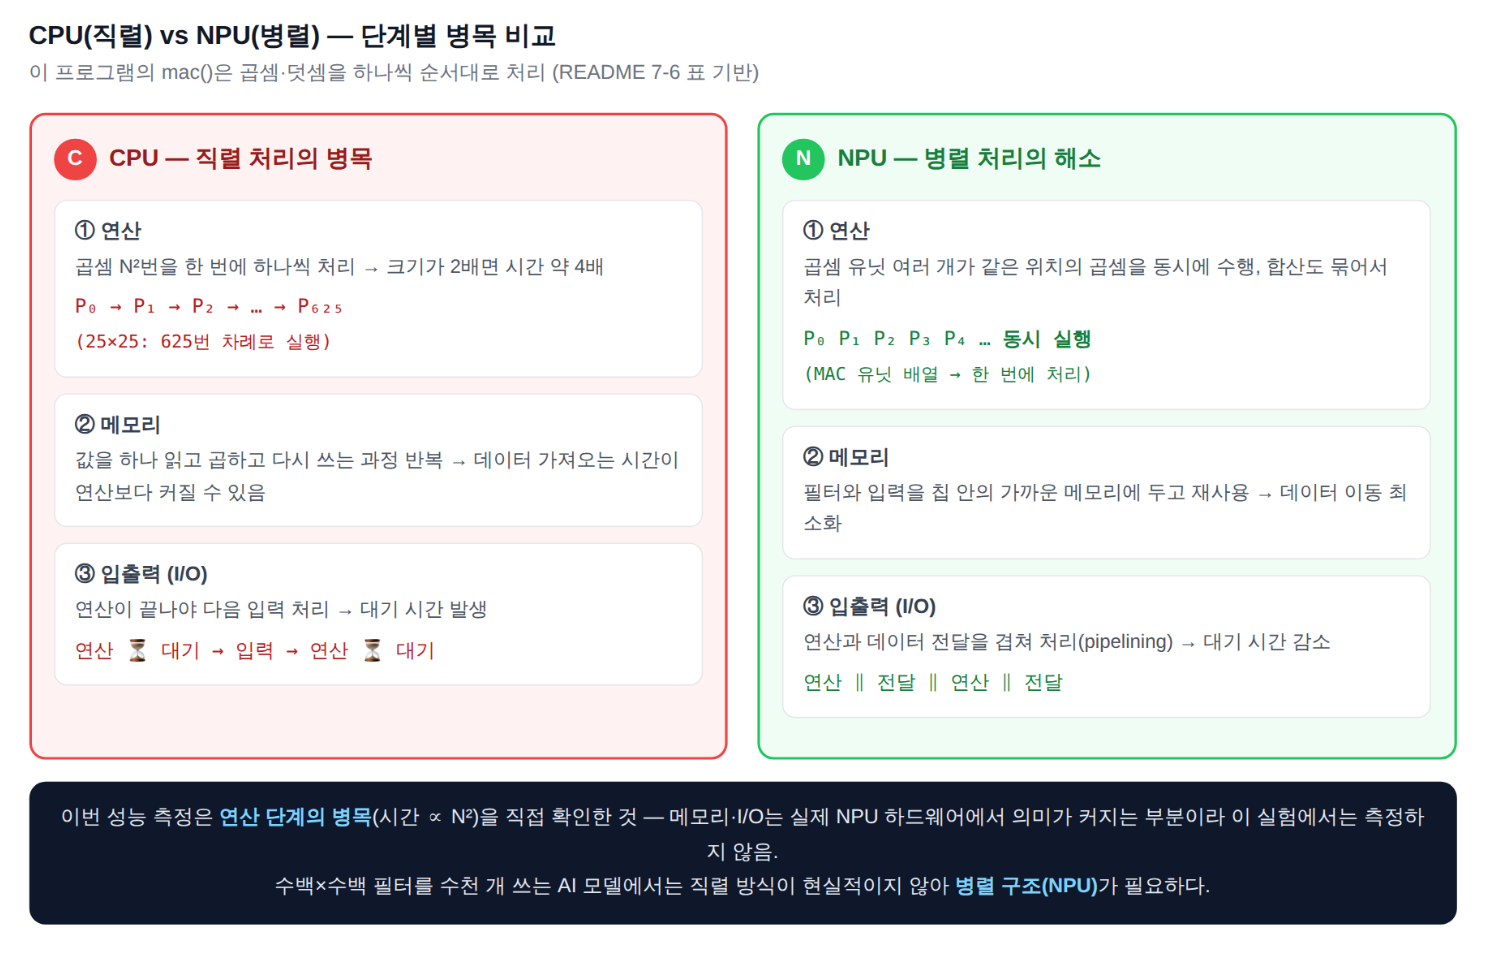 CPU(직렬) vs NPU(병렬) — 단계별 병목 비교
이 프로그램의 mac()은 곱셈·덧셈을 하나씩 순서대로 처리 (README 7-6 표 기반)
C CPU — 직렬 처리의 병목
① 연산
곱셈 N²번을 한 번에 하나씩 처리 → 크기가 2배면 시간 약 4배
P₀ → P₁ → P₂ → … → P₆₂₅
(25×25: 625번 차례로 실행)
② 메모리
값을 하나 읽고 곱하고 다시 쓰는 과정 반복 → 데이터 가져오는 시간이
연산보다 커질 수 있음
③ 입출력 (I/O)
연산이 끝나야 다음 입력 처리 → 대기 시간 발생
연산 ⏳ 대기 → 입력 → 연산 ⏳ 대기
N NPU — 병렬 처리의 해소
① 연산
곱셈 유닛 여러 개가 같은 위치의 곱셈을 동시에 수행, 합산도 묶어서
처리
P₀ P₁ P₂ P₃ P₄ … 동시 실행
(MAC 유닛 배열 → 한 번에 처리)
② 메모리
필터와 입력을 칩 안의 가까운 메모리에 두고 재사용 → 데이터 이동 최
소화
③ 입출력 (I/O)
연산과 데이터 전달을 겹쳐 처리(pipelining) → 대기 시간 감소
연산 ∥ 전달 ∥ 연산 ∥ 전달
이번 성능 측정은 연산 단계의 병목(시간 ∝ N²)을 직접 확인한 것 — 메모리·I/O는 실제 NPU 하드웨어에서 의미가 커지는 부분이라 이 실험에서는 측정하
지 않음.
수백×수백 필터를 수천 개 쓰는 AI 모델에서는 직렬 방식이 현실적이지 않아 병렬 구조(NPU)가 필요하다.